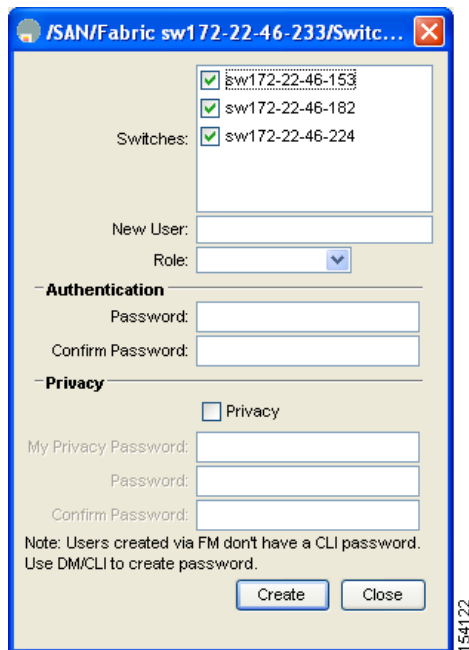 /SAN/Fabric sw172-22-46-233/Switc...
sw172-22-46-153
sw172-22-46-182
Switches: sw172-22-46-224
New User:
Role:
Authentication
Password:
Confirm Password:
Privacy
Privacy
My Privacy Password:
Password:
Confirm Password:
Note: Users created via FM don't have a CLI password.
Use DM/CLI to create password.
Create Close
154122